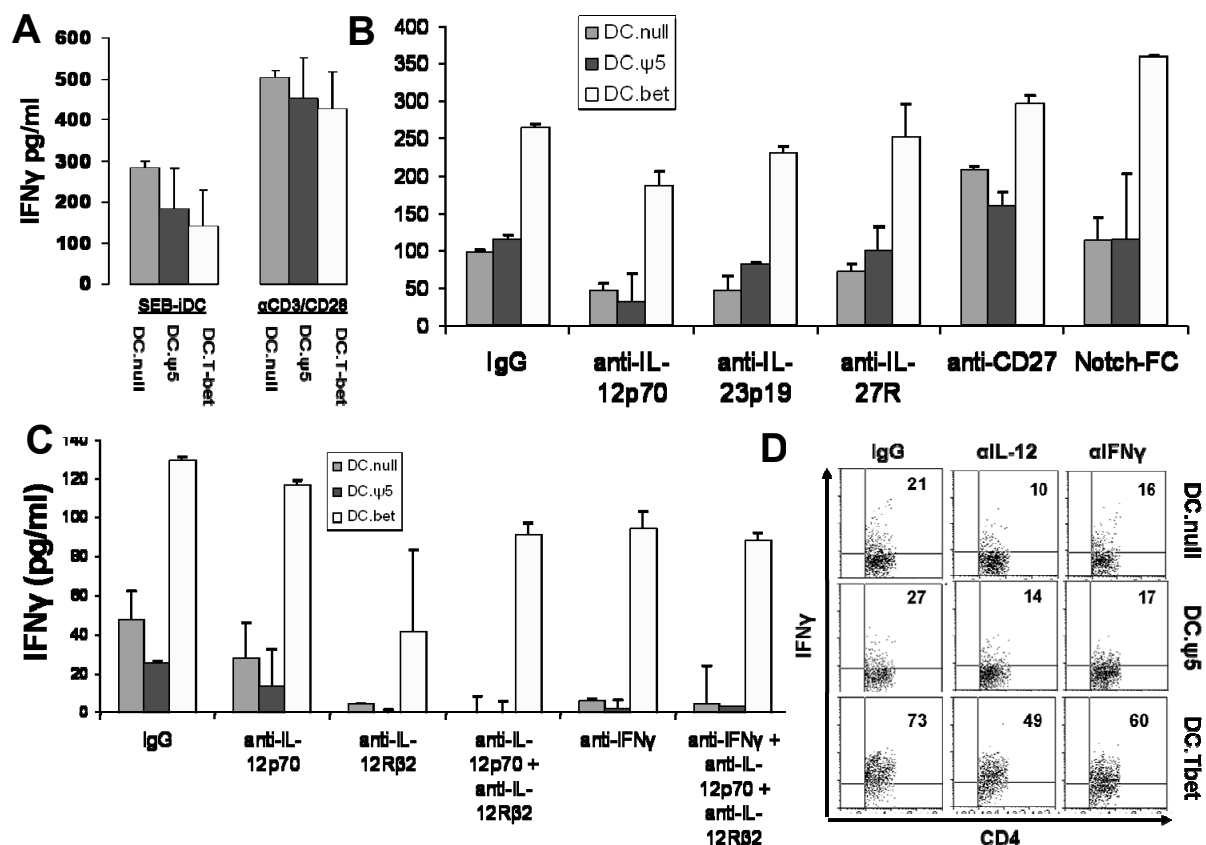 A
600
500
400
300
200
100
0
IFNγ pg/ml
SEB-iDC
αCD3/CD28
DC.null
DC.ψ5
DC.T-bet
DC.null
DC.ψ5
DC.T-bet
B
400
350
300
250
200
150
100
50
0
DC.null
DC.ψ5
DC.bet
IgG
anti-IL-
12p70
anti-IL-
23p19
anti-IL-
27R
anti-CD27
Notch-FC
C
140
120
100
80
60
40
20
0
IFNγ (pg/ml)
DC.null
DC.ψ5
DC.bet
IgG
anti-IL-
12p70
anti-IL-
12Rβ2
anti-IL-
12p70 +
anti-IL-
12Rβ2
anti-IFNγ
anti-IFNγ +
anti-IL-
12p70 +
anti-IL-
12Rβ2
D
IgG
αIL-12
αIFNγ
21
10
16
DC.null
27
14
17
DC.ψ5
73
49
60
DC.Tbet
IFNγ
CD4